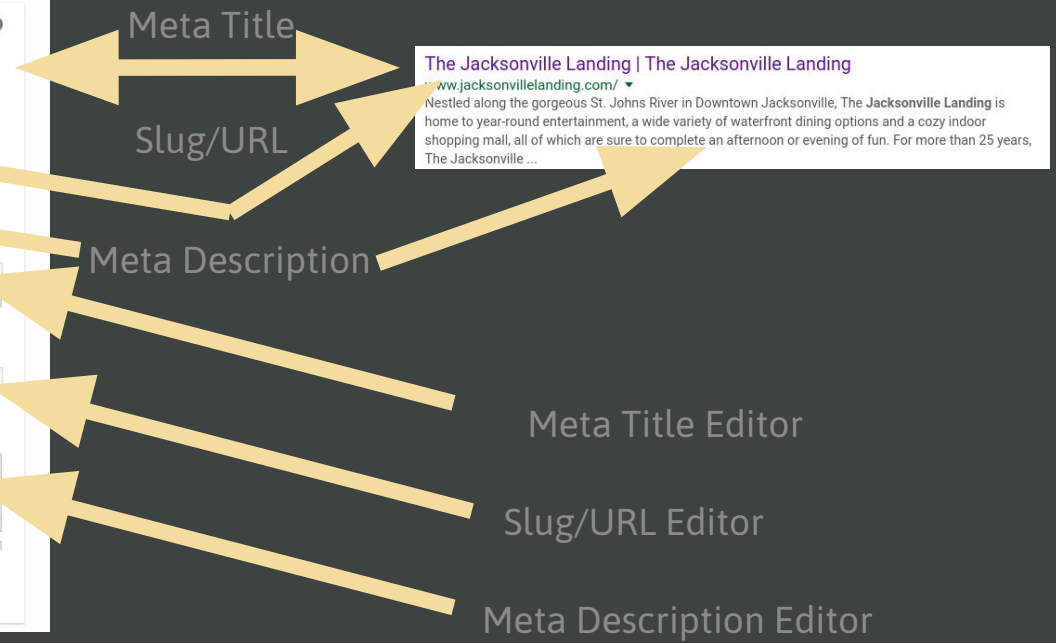 Meta Title
The Jacksonville Landing | The Jacksonville Landing
www.jacksonvillelanding.com/
Nestled along the gorgeous St. Johns River in Downtown Jacksonville, The Jacksonville Landing is
home to year-round entertainment, a wide variety of waterfront dining options and a cozy indoor
shopping mall, all of which are sure to complete an afternoon or evening of fun. For more than 25 years,
The Jacksonville ...
Slug/URL
Meta Description
Meta Title Editor
Slug/URL Editor
Meta Description Editor